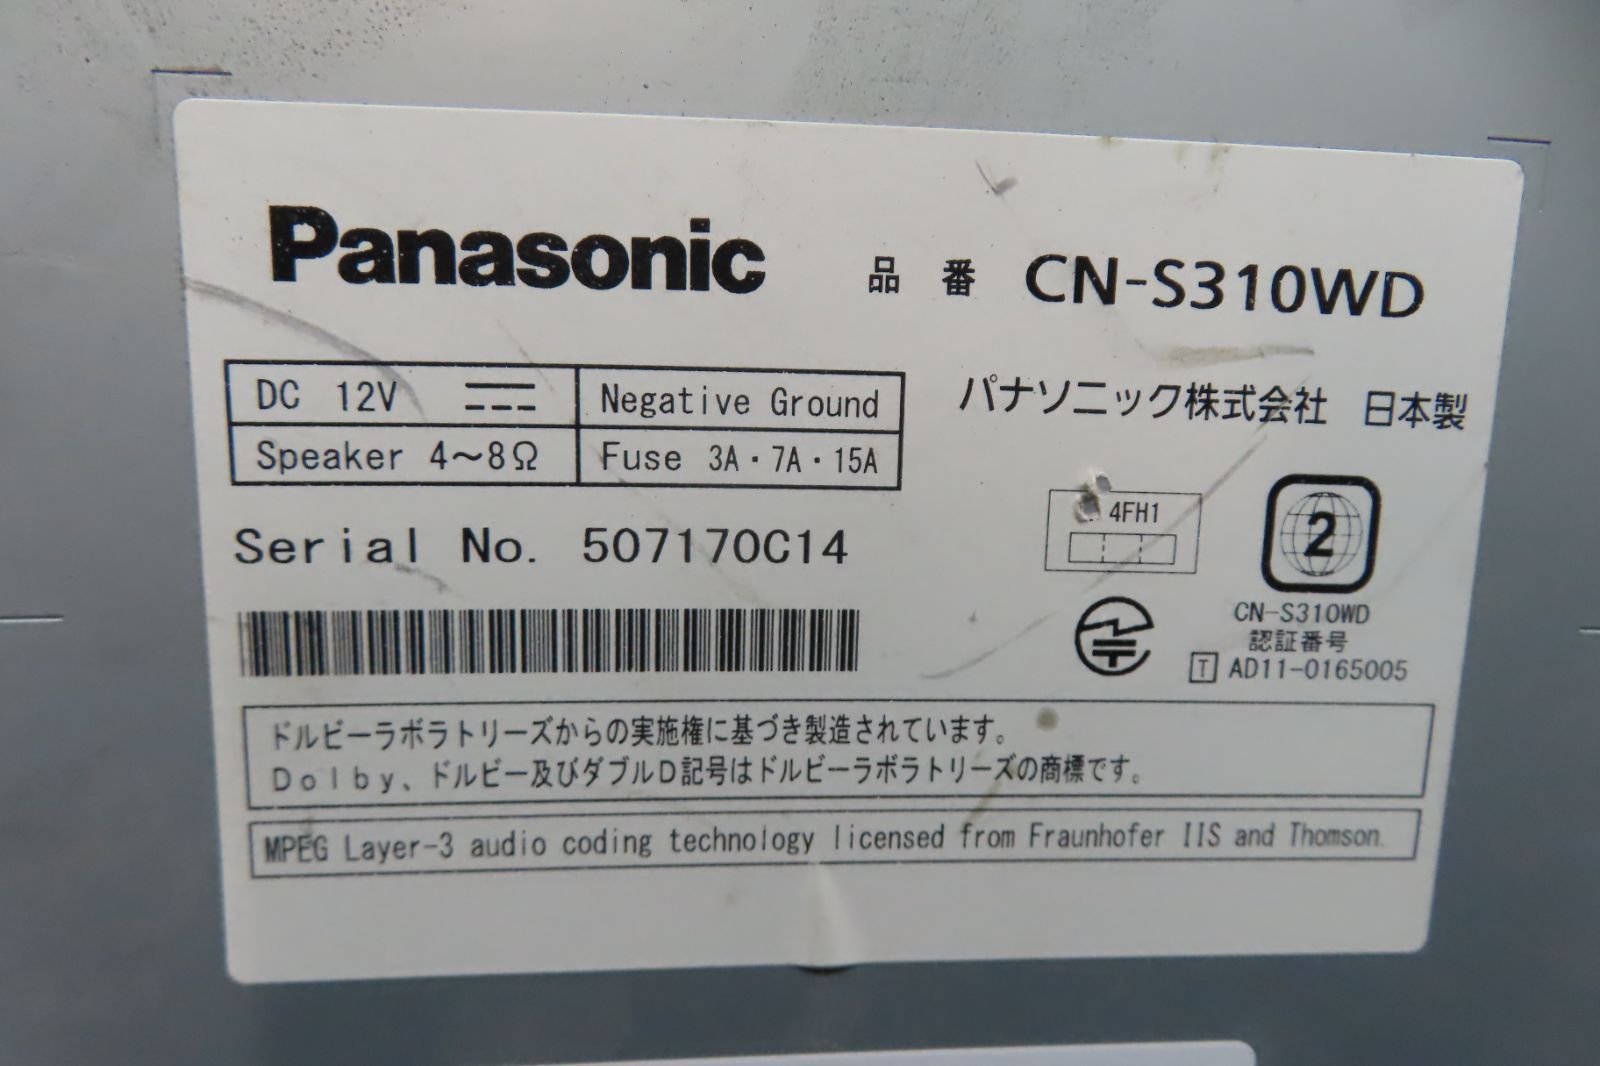 Panasonic 品番 CN-S310WD
DC 12V Negative Ground
Speaker 4～8Ω Fuse 3A・7A・15A
パナソニック株式会社 日本製
Serial No. 507170C14
4FH1
2
CN-S310WD
認証番号
T AD11-0165005
ドルビーラボラトリーズからの実施権に基づき製造されています。
Dolby、ドルビー及びダブルD記号はドルビーラボラトリーズの商標です。
MPEG Layer-3 audio coding technology licensed from Fraunhofer IIS and Thomson.